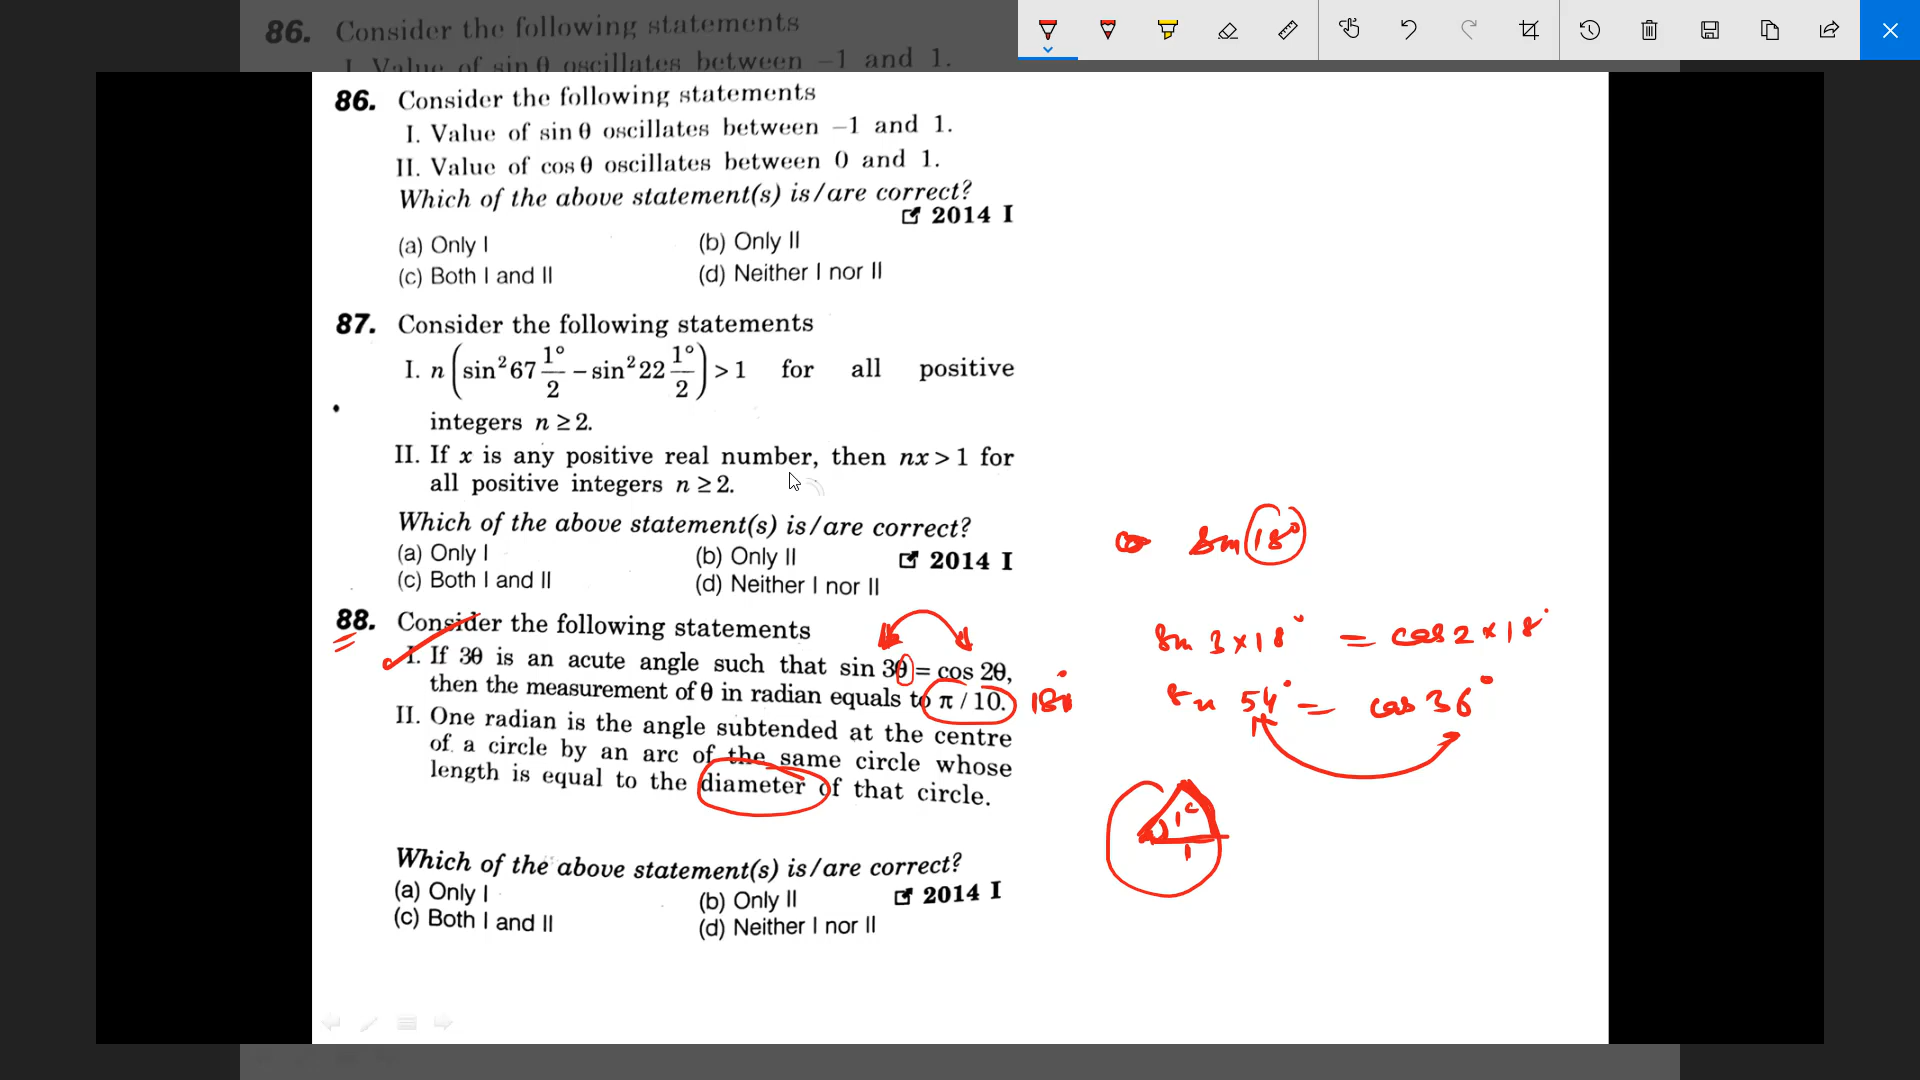 86. Consider the following statements
I. Value of sin θ oscillates between −1 and 1.
86. Consider the following statements
I. Value of sin θ oscillates between −1 and 1.
II. Value of cos θ oscillates between 0 and 1.
Which of the above statement(s) is/are correct?
2014 I
(a) Only I (b) Only II
(c) Both I and II (d) Neither I nor II
87. Consider the following statements
I. n(sin² 67 1°/2 − sin² 22 1°/2) > 1 for all positive
integers n ≥ 2.
II. If x is any positive real number, then nx > 1 for
all positive integers n ≥ 2.
Which of the above statement(s) is/are correct?
(a) Only I (b) Only II 2014 I
(c) Both I and II (d) Neither I nor II
88. Consider the following statements
I. If 3θ is an acute angle such that sin 3θ = cos 2θ,
then the measurement of θ in radian equals to π / 10.
II. One radian is the angle subtended at the centre
of a circle by an arc of the same circle whose
length is equal to the diameter of that circle.
Which of the above statement(s) is/are correct?
(a) Only I (b) Only II 2014 I
(c) Both I and II (d) Neither I nor II
sin 18°
sin 3 × 18° = cos 2 × 18°
sin 54° = cos 36°
1ᶜ
1